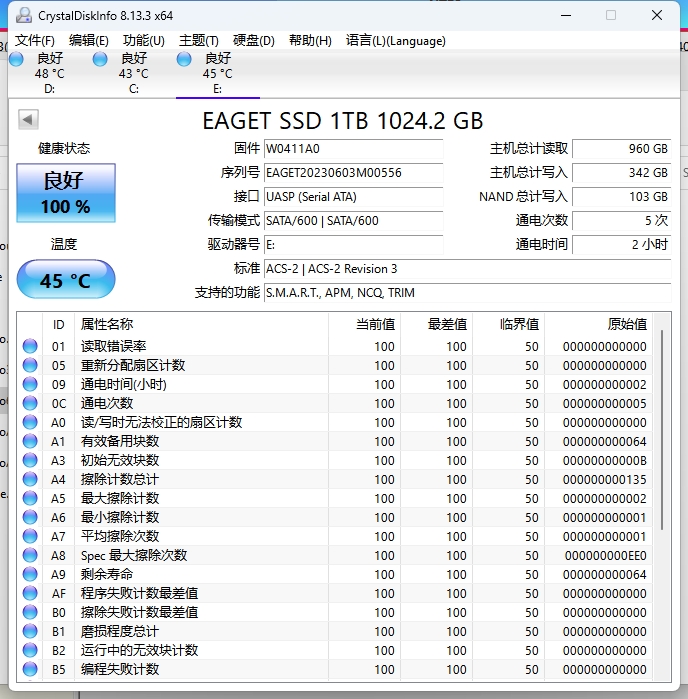 CrystalDiskInfo 8.13.3 x64
文件(F) 编辑(E) 功能(U) 主题(T) 硬盘(D) 帮助(H) 语言(L)(Language)
良好 良好 良好
48 °C 43 °C 45 °C
D: C: E:
EAGET SSD 1TB 1024.2 GB
健康状态
良好
100 %
温度
45 °C
固件 W0411A0 主机总计读取 960 GB
序列号 EAGET20230603M00556 主机总计写入 342 GB
接口 UASP (Serial ATA) NAND 总计写入 103 GB
传输模式 SATA/600 | SATA/600 通电次数 5 次
驱动器号 E: 通电时间 2 小时
标准 ACS-2 | ACS-2 Revision 3
支持的功能 S.M.A.R.T., APM, NCQ, TRIM
ID 属性名称 当前值 最差值 临界值 原始值
01 读取错误率 100 100 50 000000000000
05 重新分配扇区计数 100 100 50 000000000000
09 通电时间(小时) 100 100 50 000000000002
0C 通电次数 100 100 50 000000000005
A0 读/写时无法校正的扇区计数 100 100 50 000000000000
A1 有效备用块数 100 100 50 000000000064
A3 初始无效块数 100 100 50 00000000000B
A4 擦除计数总计 100 100 50 000000000135
A5 最大擦除计数 100 100 50 000000000002
A6 最小擦除计数 100 100 50 000000000001
A7 平均擦除次数 100 100 50 000000000001
A8 Spec 最大擦除次数 100 100 50 000000000EE0
A9 剩余寿命 100 100 50 000000000064
AF 程序失败计数最差值 100 100 50 000000000000
B0 擦除失败计数最差值 100 100 50 000000000000
B1 磨损程度总计 100 100 50 000000000000
B2 运行中的无效块计数 100 100 50 000000000000
B5 编程失败计数 100 100 50 000000000000